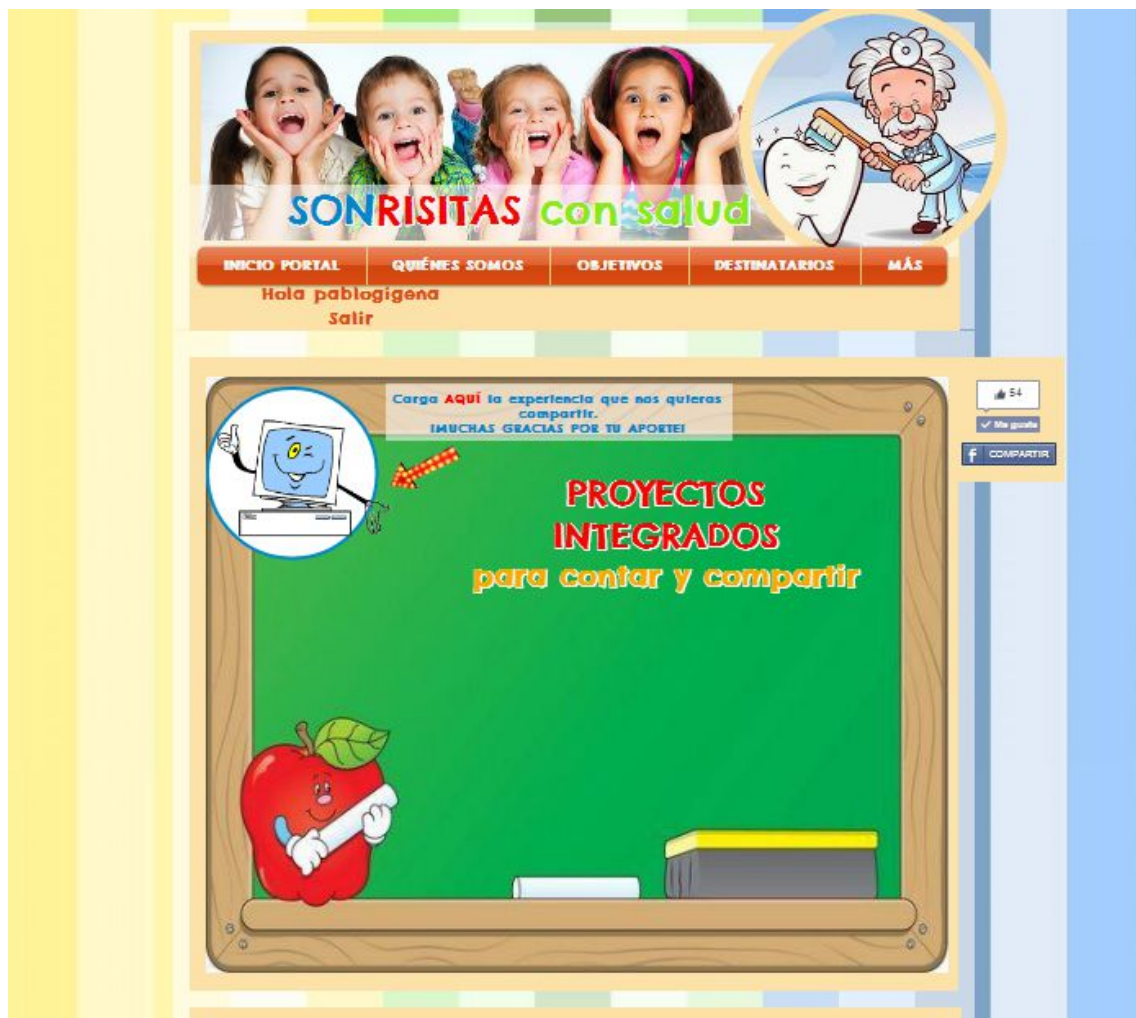 SONRISITAS con salud
INICIO PORTAL QUIÉNES SOMOS OBJETIVOS DESTINATARIOS MÁS
Hola pablogigena
Salir
Carga AQUÍ la experiencia que nos quieras
compartir.
¡MUCHAS GRACIAS POR TU APORTE!
54
Me gusta
COMPARTIR
PROYECTOS
INTEGRADOS
para contar y compartir